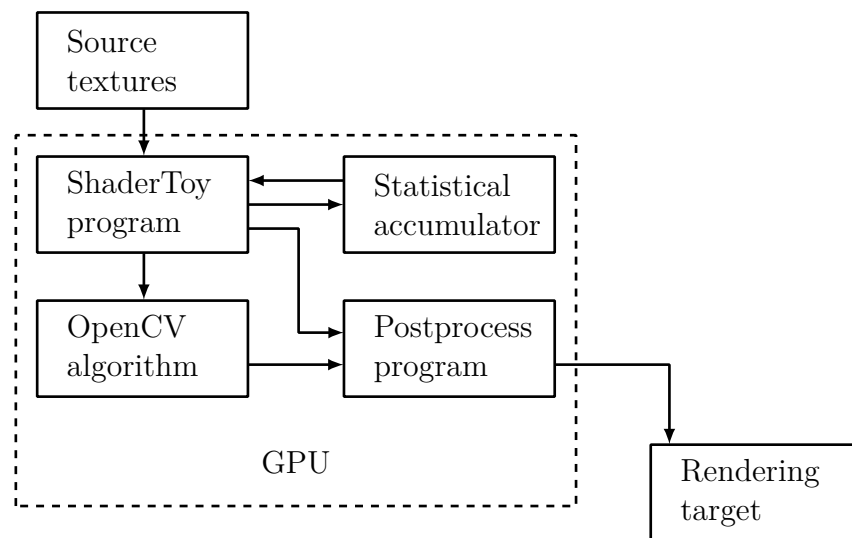 Source
textures
ShaderToy
program
Statistical
accumulator
OpenCV
algorithm
Postprocess
program
GPU
Rendering
target